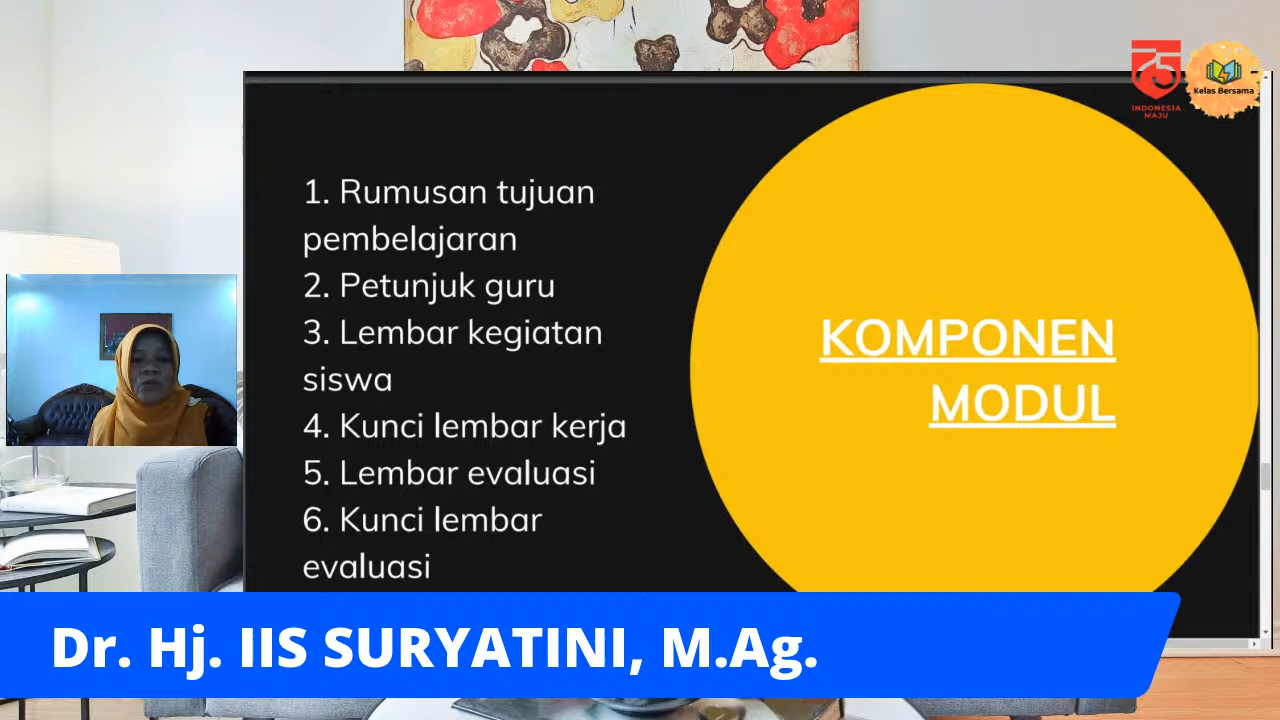 75
INDONESIA
MAJU
Kelas Bersama
1. Rumusan tujuan
pembelajaran
2. Petunjuk guru
3. Lembar kegiatan
siswa
4. Kunci lembar kerja
5. Lembar evaluasi
6. Kunci lembar
evaluasi
KOMPONEN
MODUL
Dr. Hj. IIS SURYATINI, M.Ag.